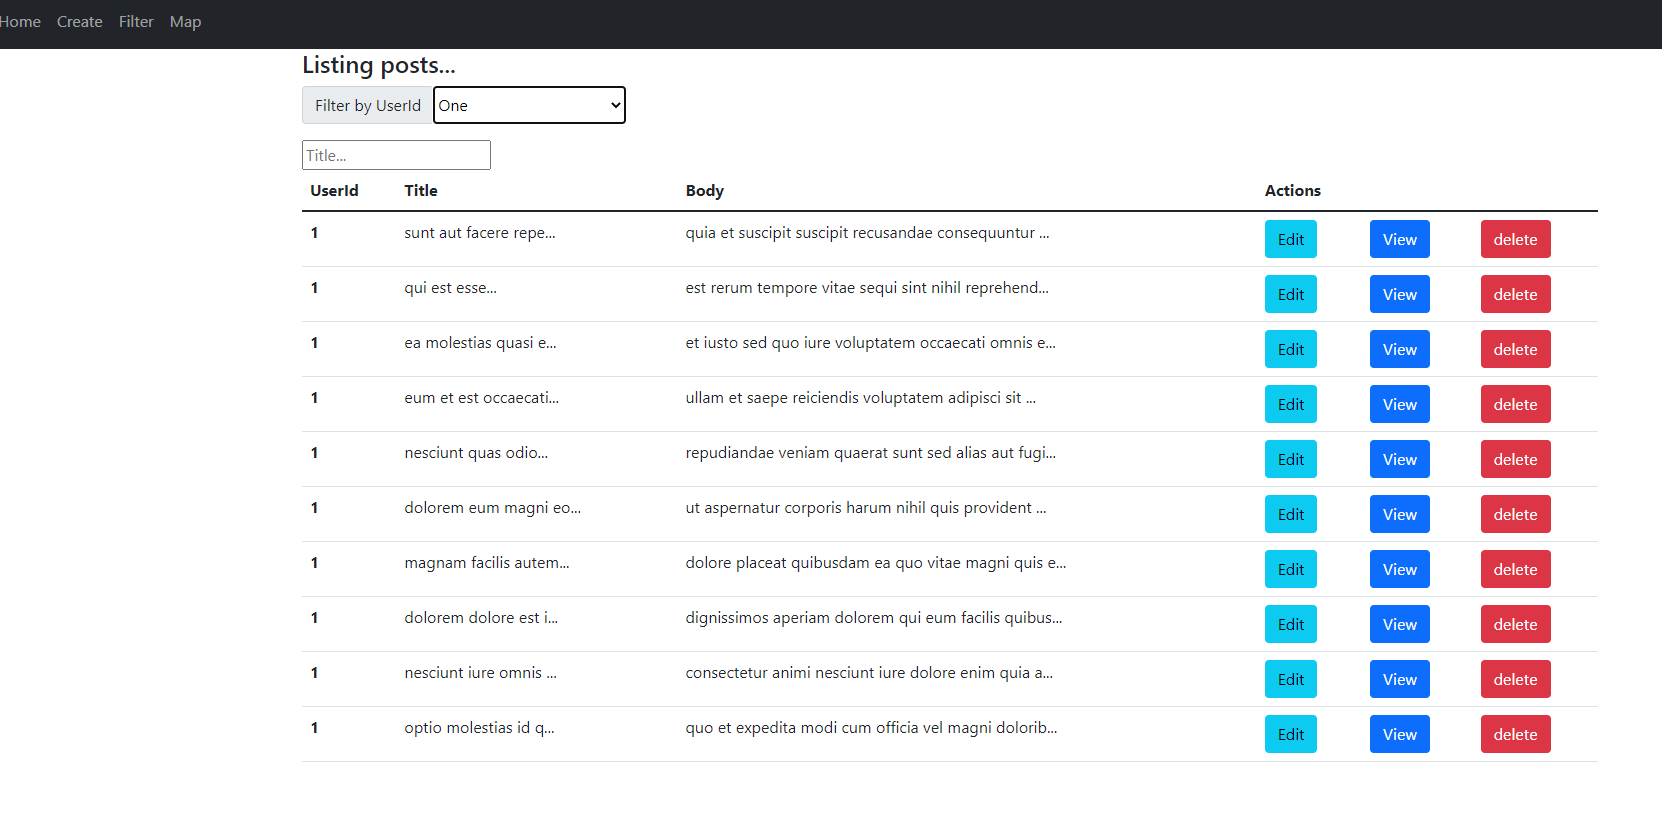 Home Create Filter Map
Listing posts...
Filter by UserId One
Title...
UserId Title Body Actions
1 sunt aut facere repe... quia et suscipit suscipit recusandae consequuntur ... Edit View delete
1 qui est esse... est rerum tempore vitae sequi sint nihil reprehend... Edit View delete
1 ea molestias quasi e... et iusto sed quo iure voluptatem occaecati omnis e... Edit View delete
1 eum et est occaecati... ullam et saepe reiciendis voluptatem adipisci sit ... Edit View delete
1 nesciunt quas odio... repudiandae veniam quaerat sunt sed alias aut fugi... Edit View delete
1 dolorem eum magni eo... ut aspernatur corporis harum nihil quis provident ... Edit View delete
1 magnam facilis autem... dolore placeat quibusdam ea quo vitae magni quis e... Edit View delete
1 dolorem dolore est i... dignissimos aperiam dolorem qui eum facilis quibus... Edit View delete
1 nesciunt iure omnis ... consectetur animi nesciunt iure dolore enim quia a... Edit View delete
1 optio molestias id q... quo et expedita modi cum officia vel magni dolorib... Edit View delete